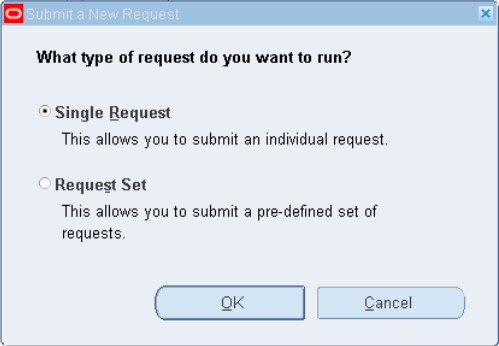 Submit a New Request
What type of request do you want to run?
Single Request
This allows you to submit an individual request.
Request Set
This allows you to submit a pre-defined set of
requests.
OK
Cancel